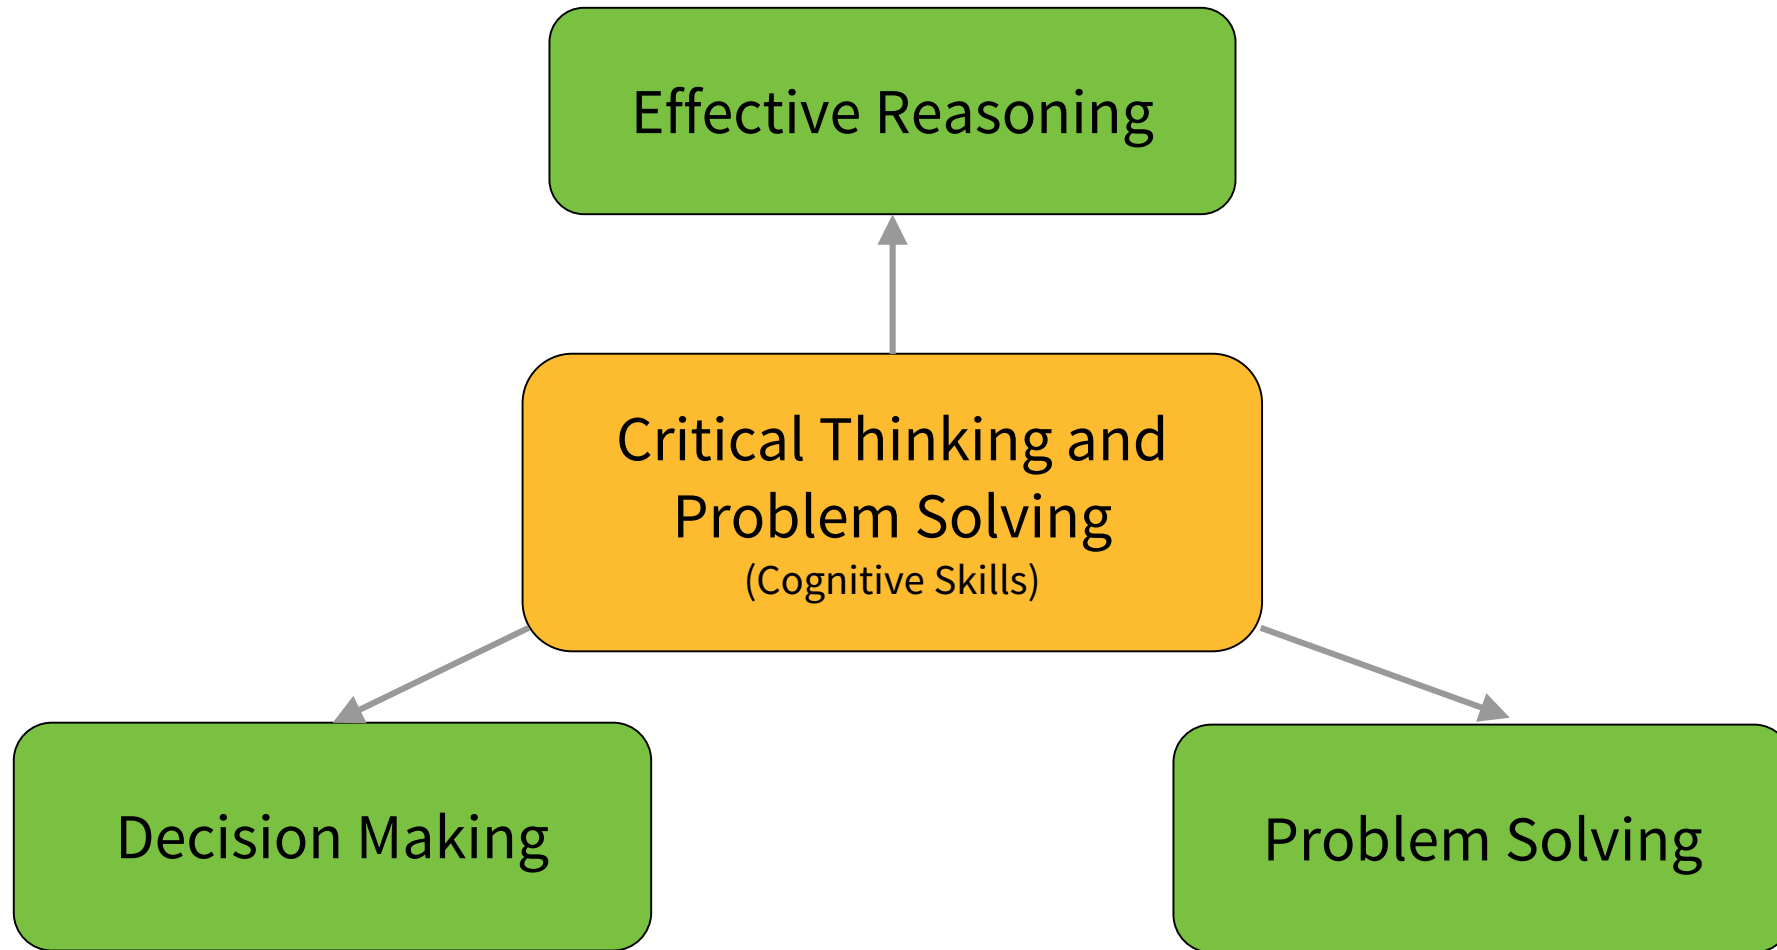 Effective Reasoning
Critical Thinking and
Problem Solving
(Cognitive Skills)
Decision Making
Problem Solving